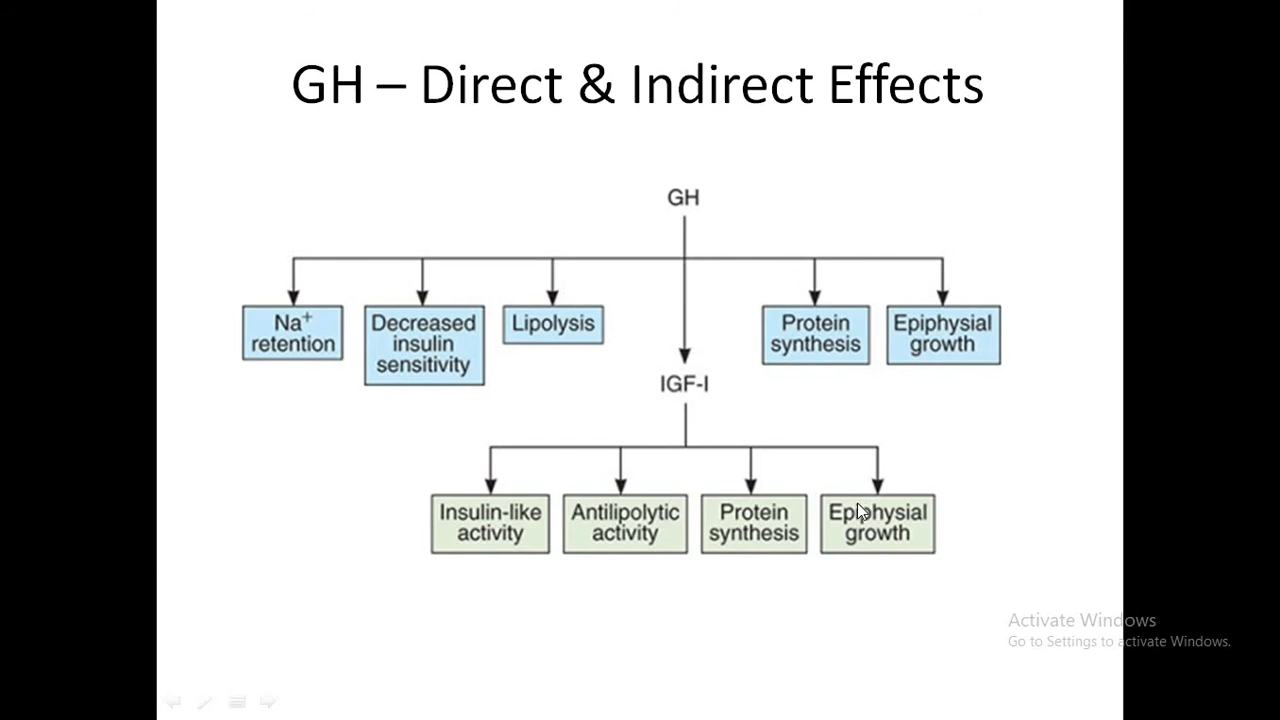 GH – Direct & Indirect Effects
GH
Na+
retention
Decreased
insulin
sensitivity
Lipolysis
Protein
synthesis
Epiphysial
growth
IGF-I
Insulin-like
activity
Antilipolytic
activity
Protein
synthesis
Epiphysial
growth
Activate Windows
Go to Settings to activate Windows.